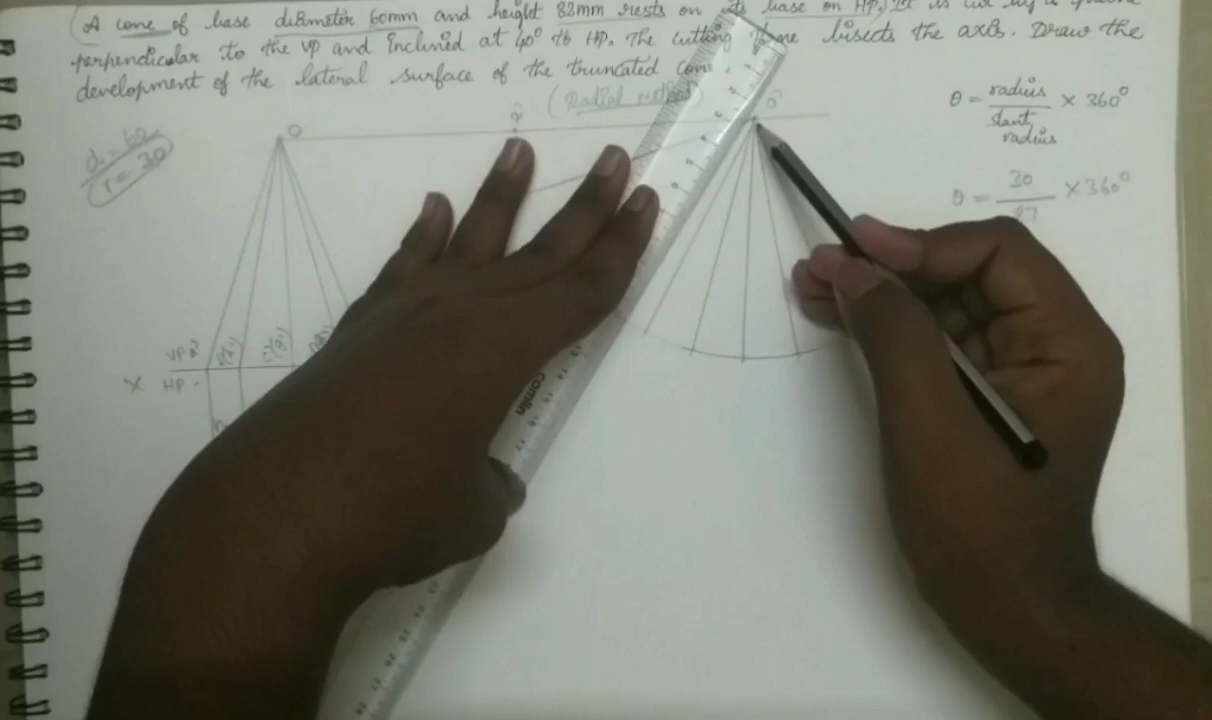 A cone of base diameter 60mm and height 82mm rests on its base on HP. It is cut by a
perpendicular to the VP and inclined at 40° to HP. The cutting bisects the axis. Draw the
development of the lateral surface of the truncated cone.
(Radial method)
d = 60
r = 30
θ = radius / slant radius × 360°
θ = 30 / 87 × 360°
O
O
VP
X HP
comlin